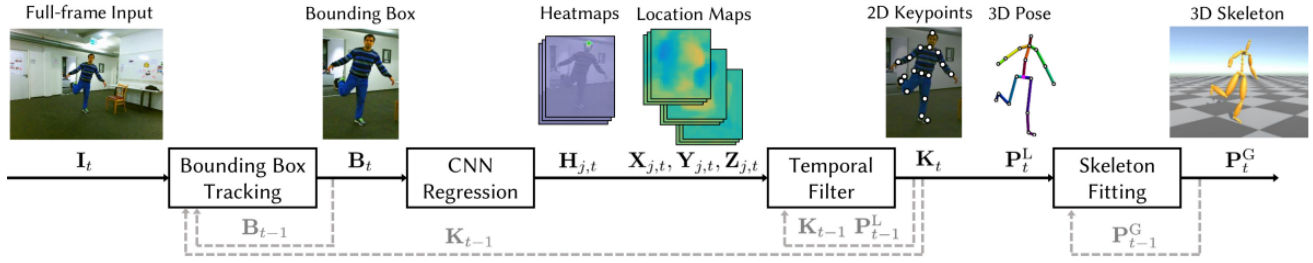 Full-frame Input
Bounding Box
Heatmaps
Location Maps
2D Keypoints
3D Pose
3D Skeleton
I_t
Bounding Box
Tracking
B_t
CNN
Regression
H_{j,t}
X_{j,t}, Y_{j,t}, Z_{j,t}
Temporal
Filter
K_t
P_t^L
Skeleton
Fitting
P_t^G
B_{t−1}
K_{t−1}
K_{t−1} P_{t−1}^L
P_{t−1}^G